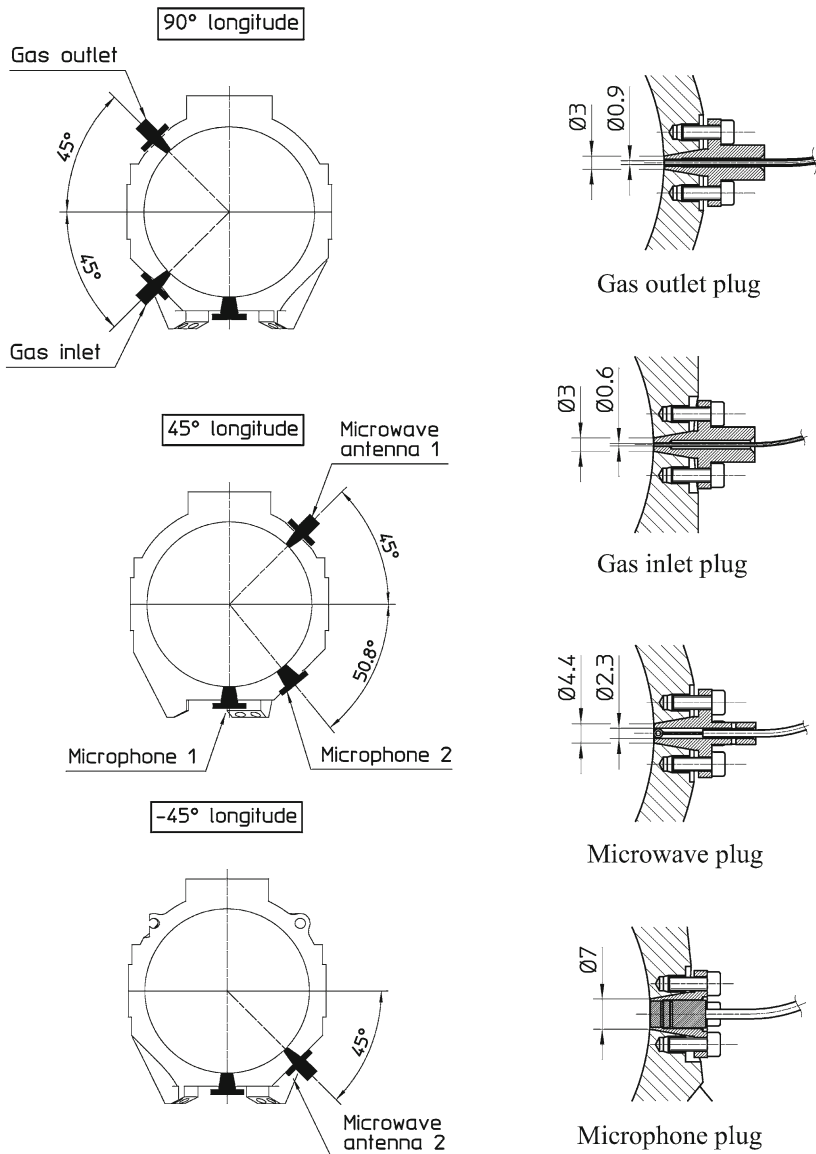 90° longitude
Gas outlet
45°
45°
Gas inlet
45° longitude
Microwave
antenna 1
45°
50.8°
Microphone 1
Microphone 2
-45° longitude
45°
Microwave
antenna 2
Ø3
Ø0.9
Gas outlet plug
Ø3
Ø0.6
Gas inlet plug
Ø4.4
Ø2.3
Microwave plug
Ø7
Microphone plug